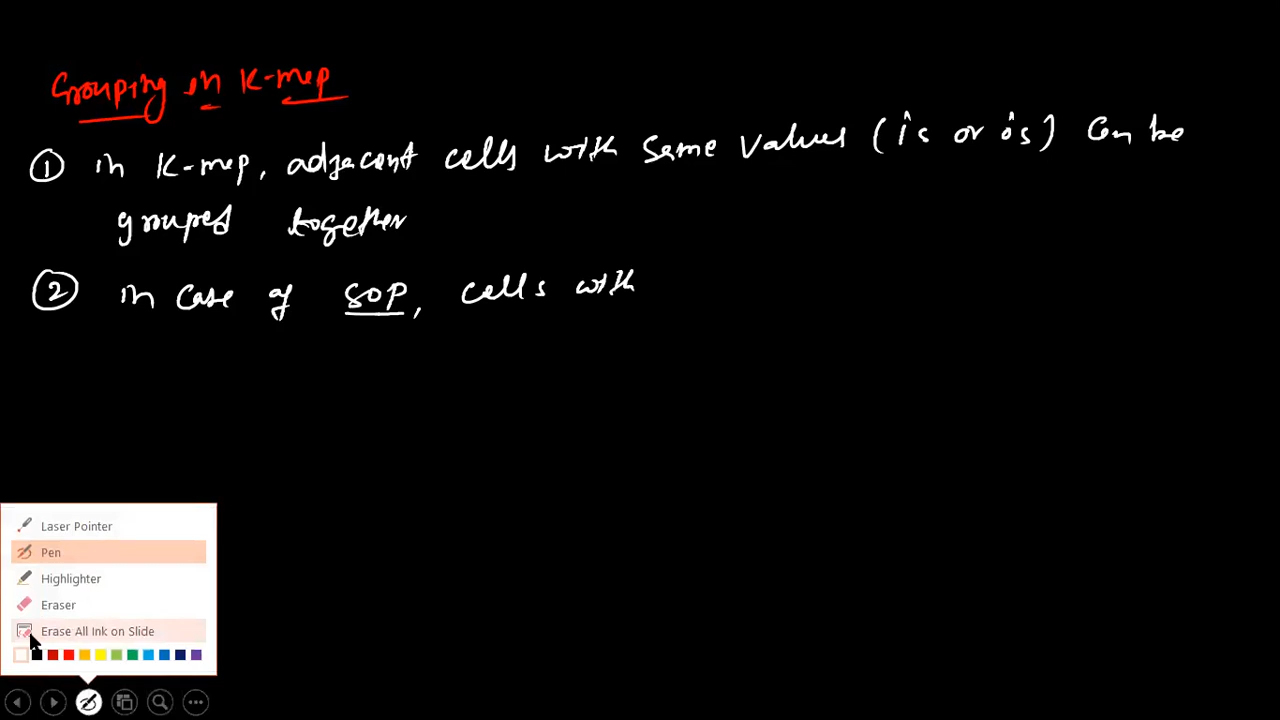 Grouping in K-map
① in K-map, adjacent cells with same values (1's or 0's) can be
grouped together
② in case of SOP, cells with
Laser Pointer
Pen
Highlighter
Eraser
Erase All Ink on Slide